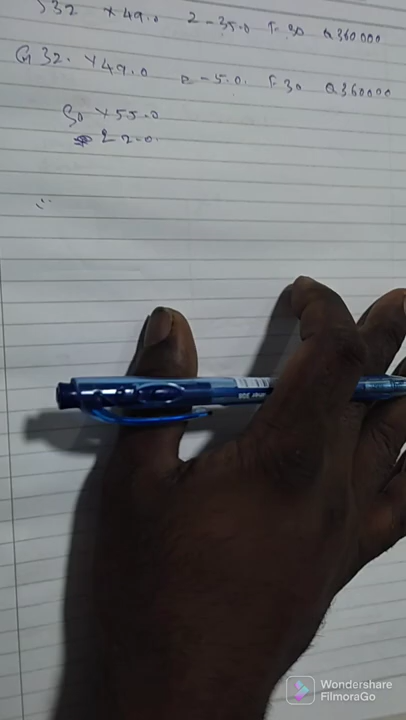 G32 X49.0 Z-35.0 F30 Q360000
G32. X49.0 R-5.0. F30 Q360000
G0 X55.0
Z2.0.
Wondershare
FilmoraGo